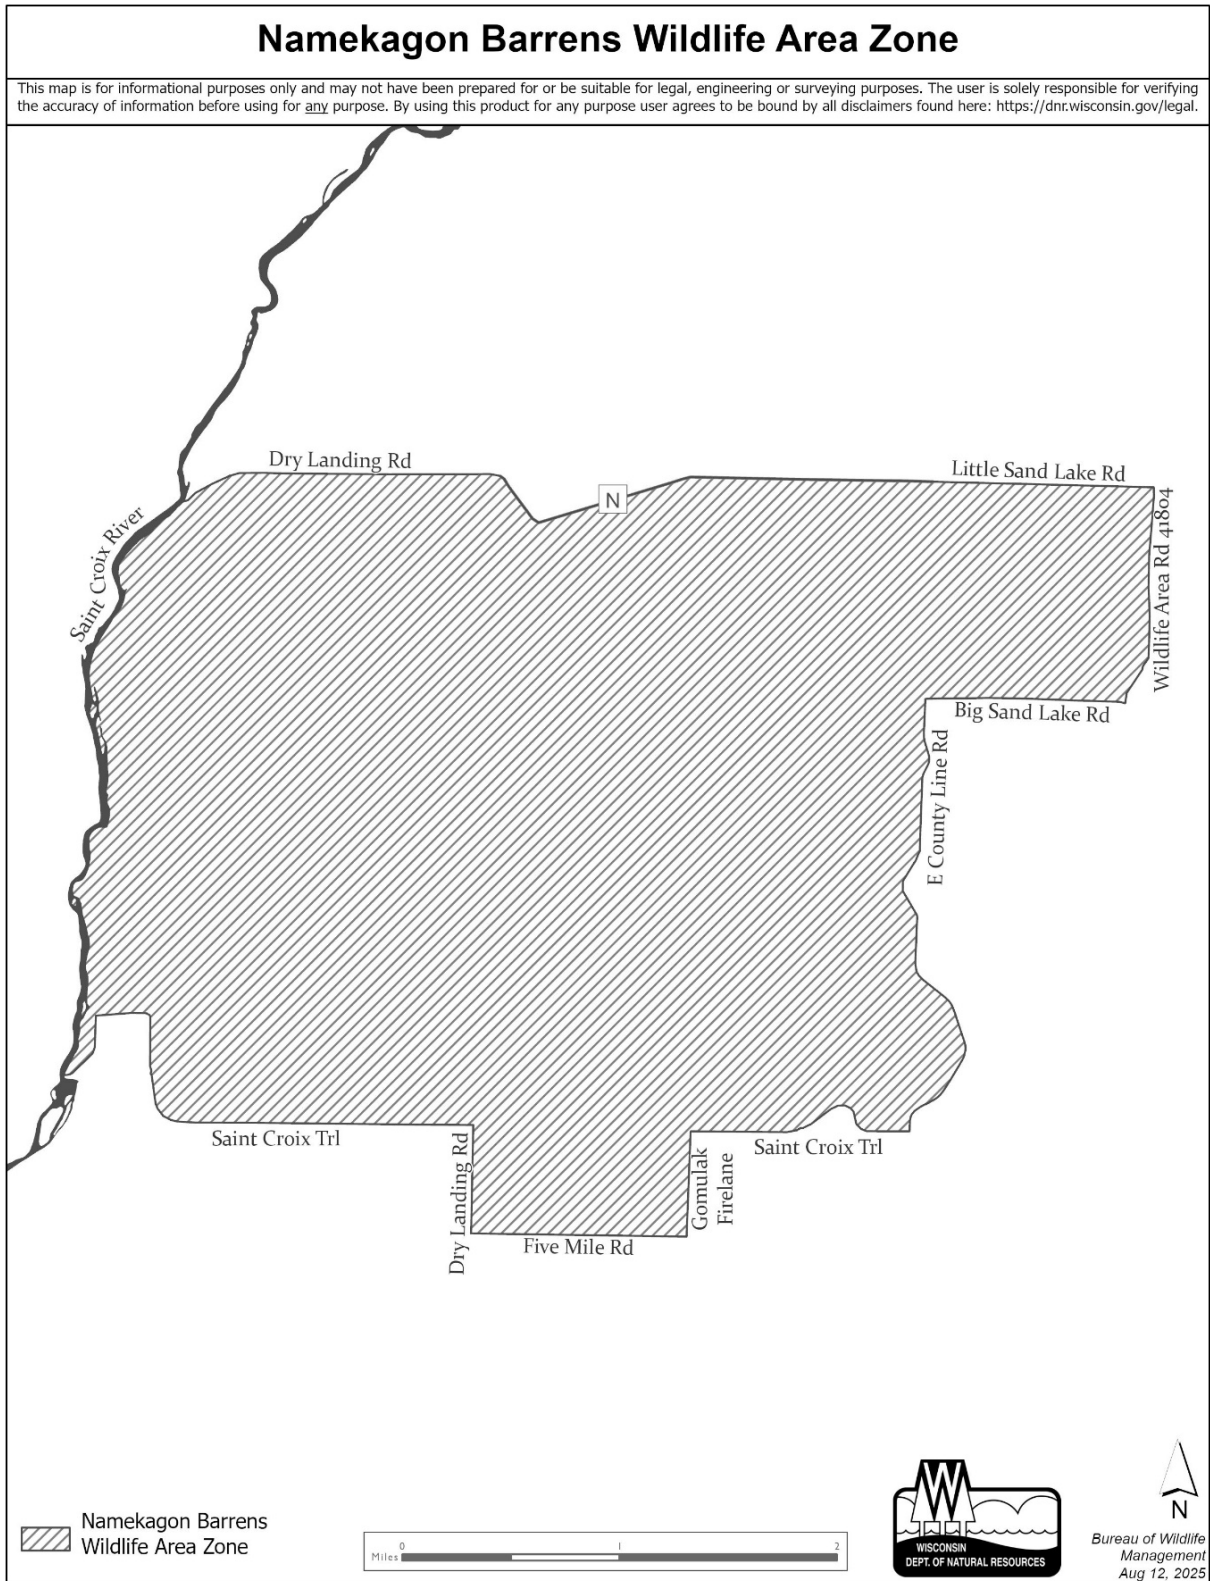 Namekagon Barrens Wildlife Area Zone
This map is for informational purposes only and may not have been prepared for or be suitable for legal, engineering or surveying purposes. The user is solely responsible for verifying
the accuracy of information before using for any purpose. By using this product for any purpose user agrees to be bound by all disclaimers found here: https://dnr.wisconsin.gov/legal.
Dry Landing Rd
Little Sand Lake Rd
N
Saint Croix River
Wildlife Area Rd 41804
Big Sand Lake Rd
E County Line Rd
Saint Croix Trl
Dry Landing Rd
Five Mile Rd
Gomulak
Firelane
Saint Croix Trl
Namekagon Barrens
Wildlife Area Zone
0 1 2
Miles
W
WISCONSIN
DEPT. OF NATURAL RESOURCES
N
Bureau of Wildlife
Management
Aug 12, 2025